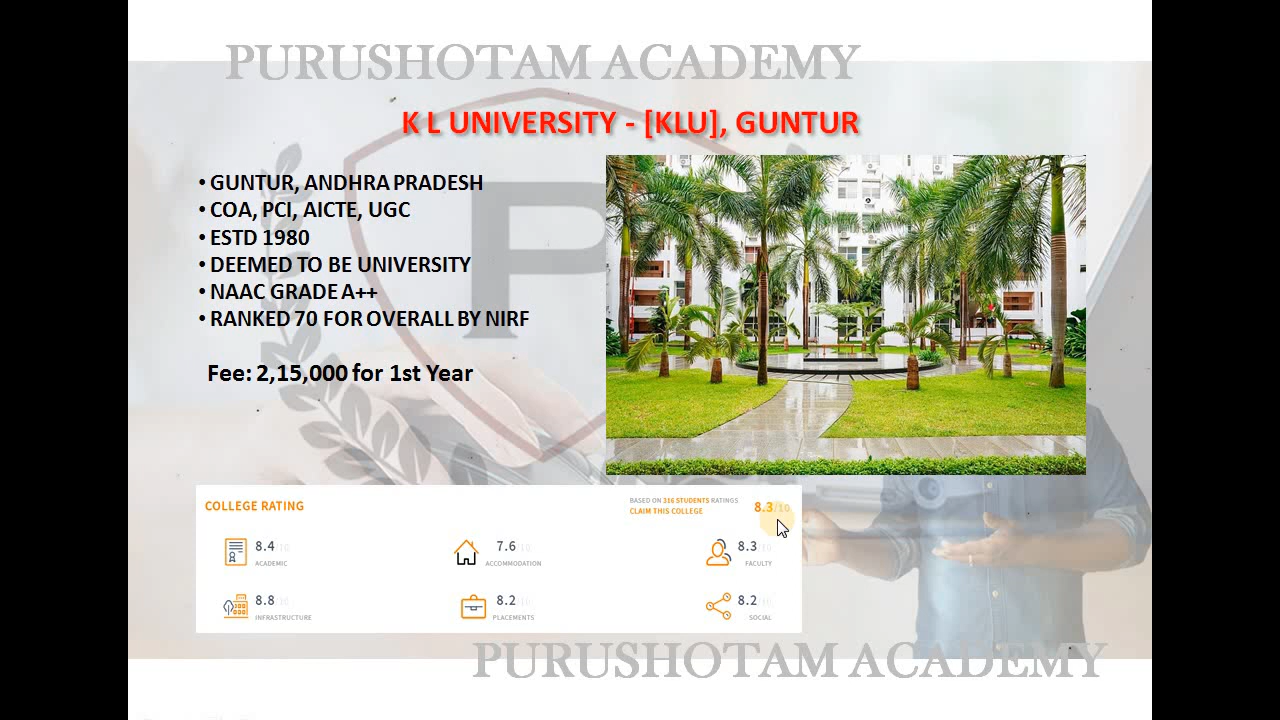 PURUSHOTAM ACADEMY
K L UNIVERSITY - [KLU], GUNTUR
• GUNTUR, ANDHRA PRADESH
• COA, PCI, AICTE, UGC
• ESTD 1980
• DEEMED TO BE UNIVERSITY
• NAAC GRADE A++
• RANKED 70 FOR OVERALL BY NIRF
Fee: 2,15,000 for 1st Year
COLLEGE RATING
BASED ON 316 STUDENTS RATINGS
CLAIM THIS COLLEGE
8.3/10
8.4/10
ACADEMIC
7.6/10
ACCOMMODATION
8.3/10
FACULTY
8.8/10
INFRASTRUCTURE
8.2/10
PLACEMENTS
8.2/10
SOCIAL
PURUSHOTAM ACADEMY